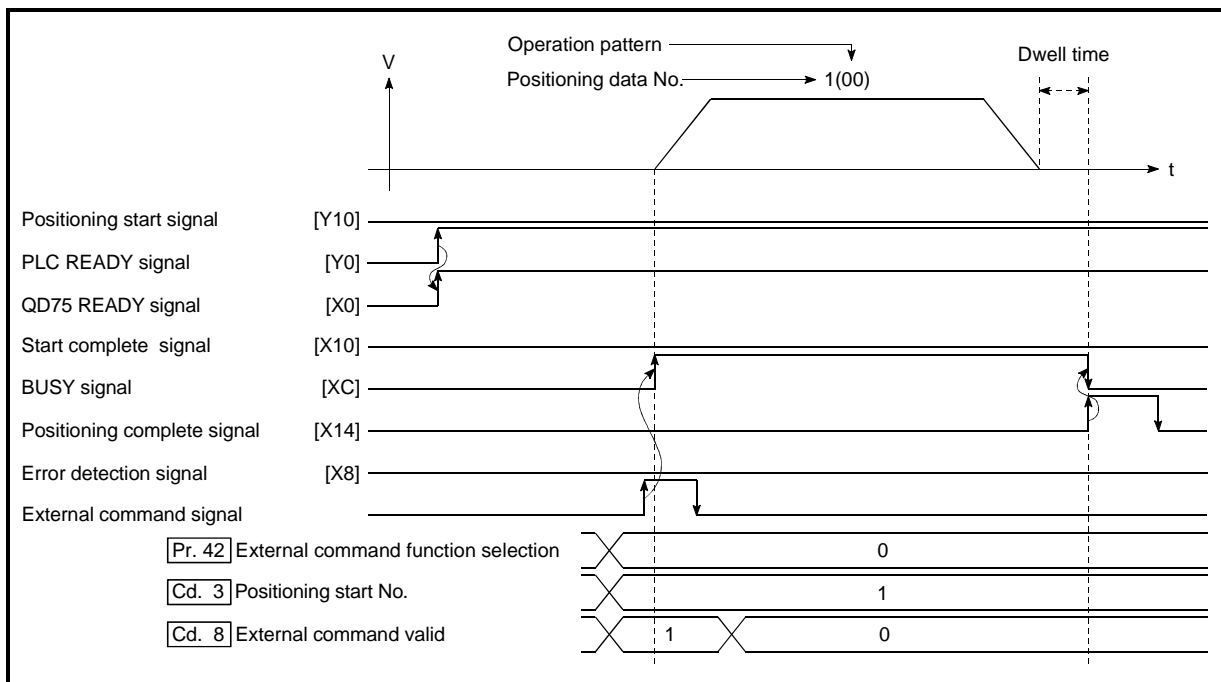 Operation pattern
Dwell time
V
Positioning data No.
1(00)
t
Positioning start signal [Y10]
PLC READY signal [Y0]
QD75 READY signal [X0]
Start complete signal [X10]
BUSY signal [XC]
Positioning complete signal [X14]
Error detection signal [X8]
External command signal
Pr. 42 External command function selection 0
Cd. 3 Positioning start No. 1
Cd. 8 External command valid 1 0